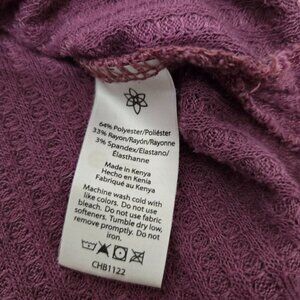 64% Polyester/Poliéster
33% Rayon/Rayón/Rayonne
3% Spandex/Elastano/
Élasthanne
Made in Kenya
Hecho en Kenia
Fabriqué au Kenya
Machine wash cold with
like colors. Do not use
bleach. Do not use fabric
softeners. Tumble dry low,
remove promptly. Do not
iron.
CHB1122